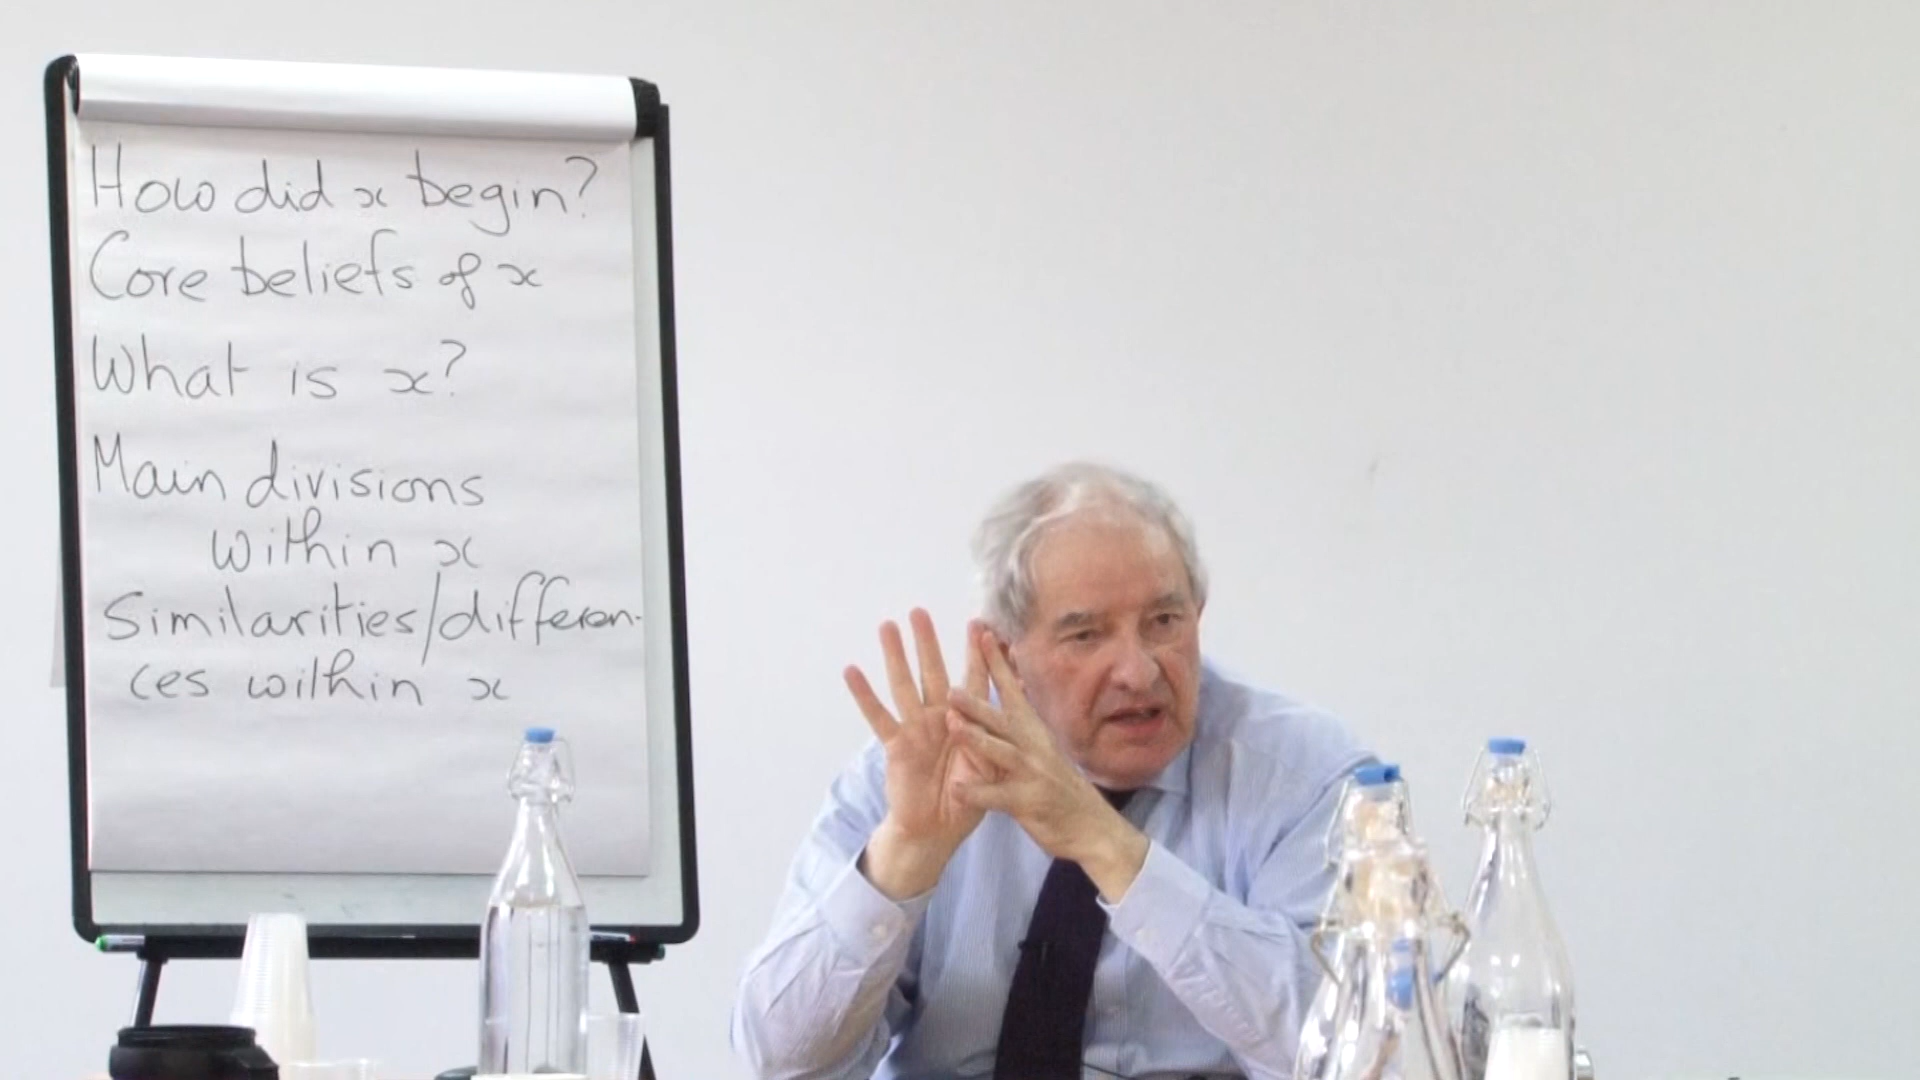 How did x begin?
Core beliefs of x
What is x?
Main divisions
within x
Similarities/differen-
ces within x